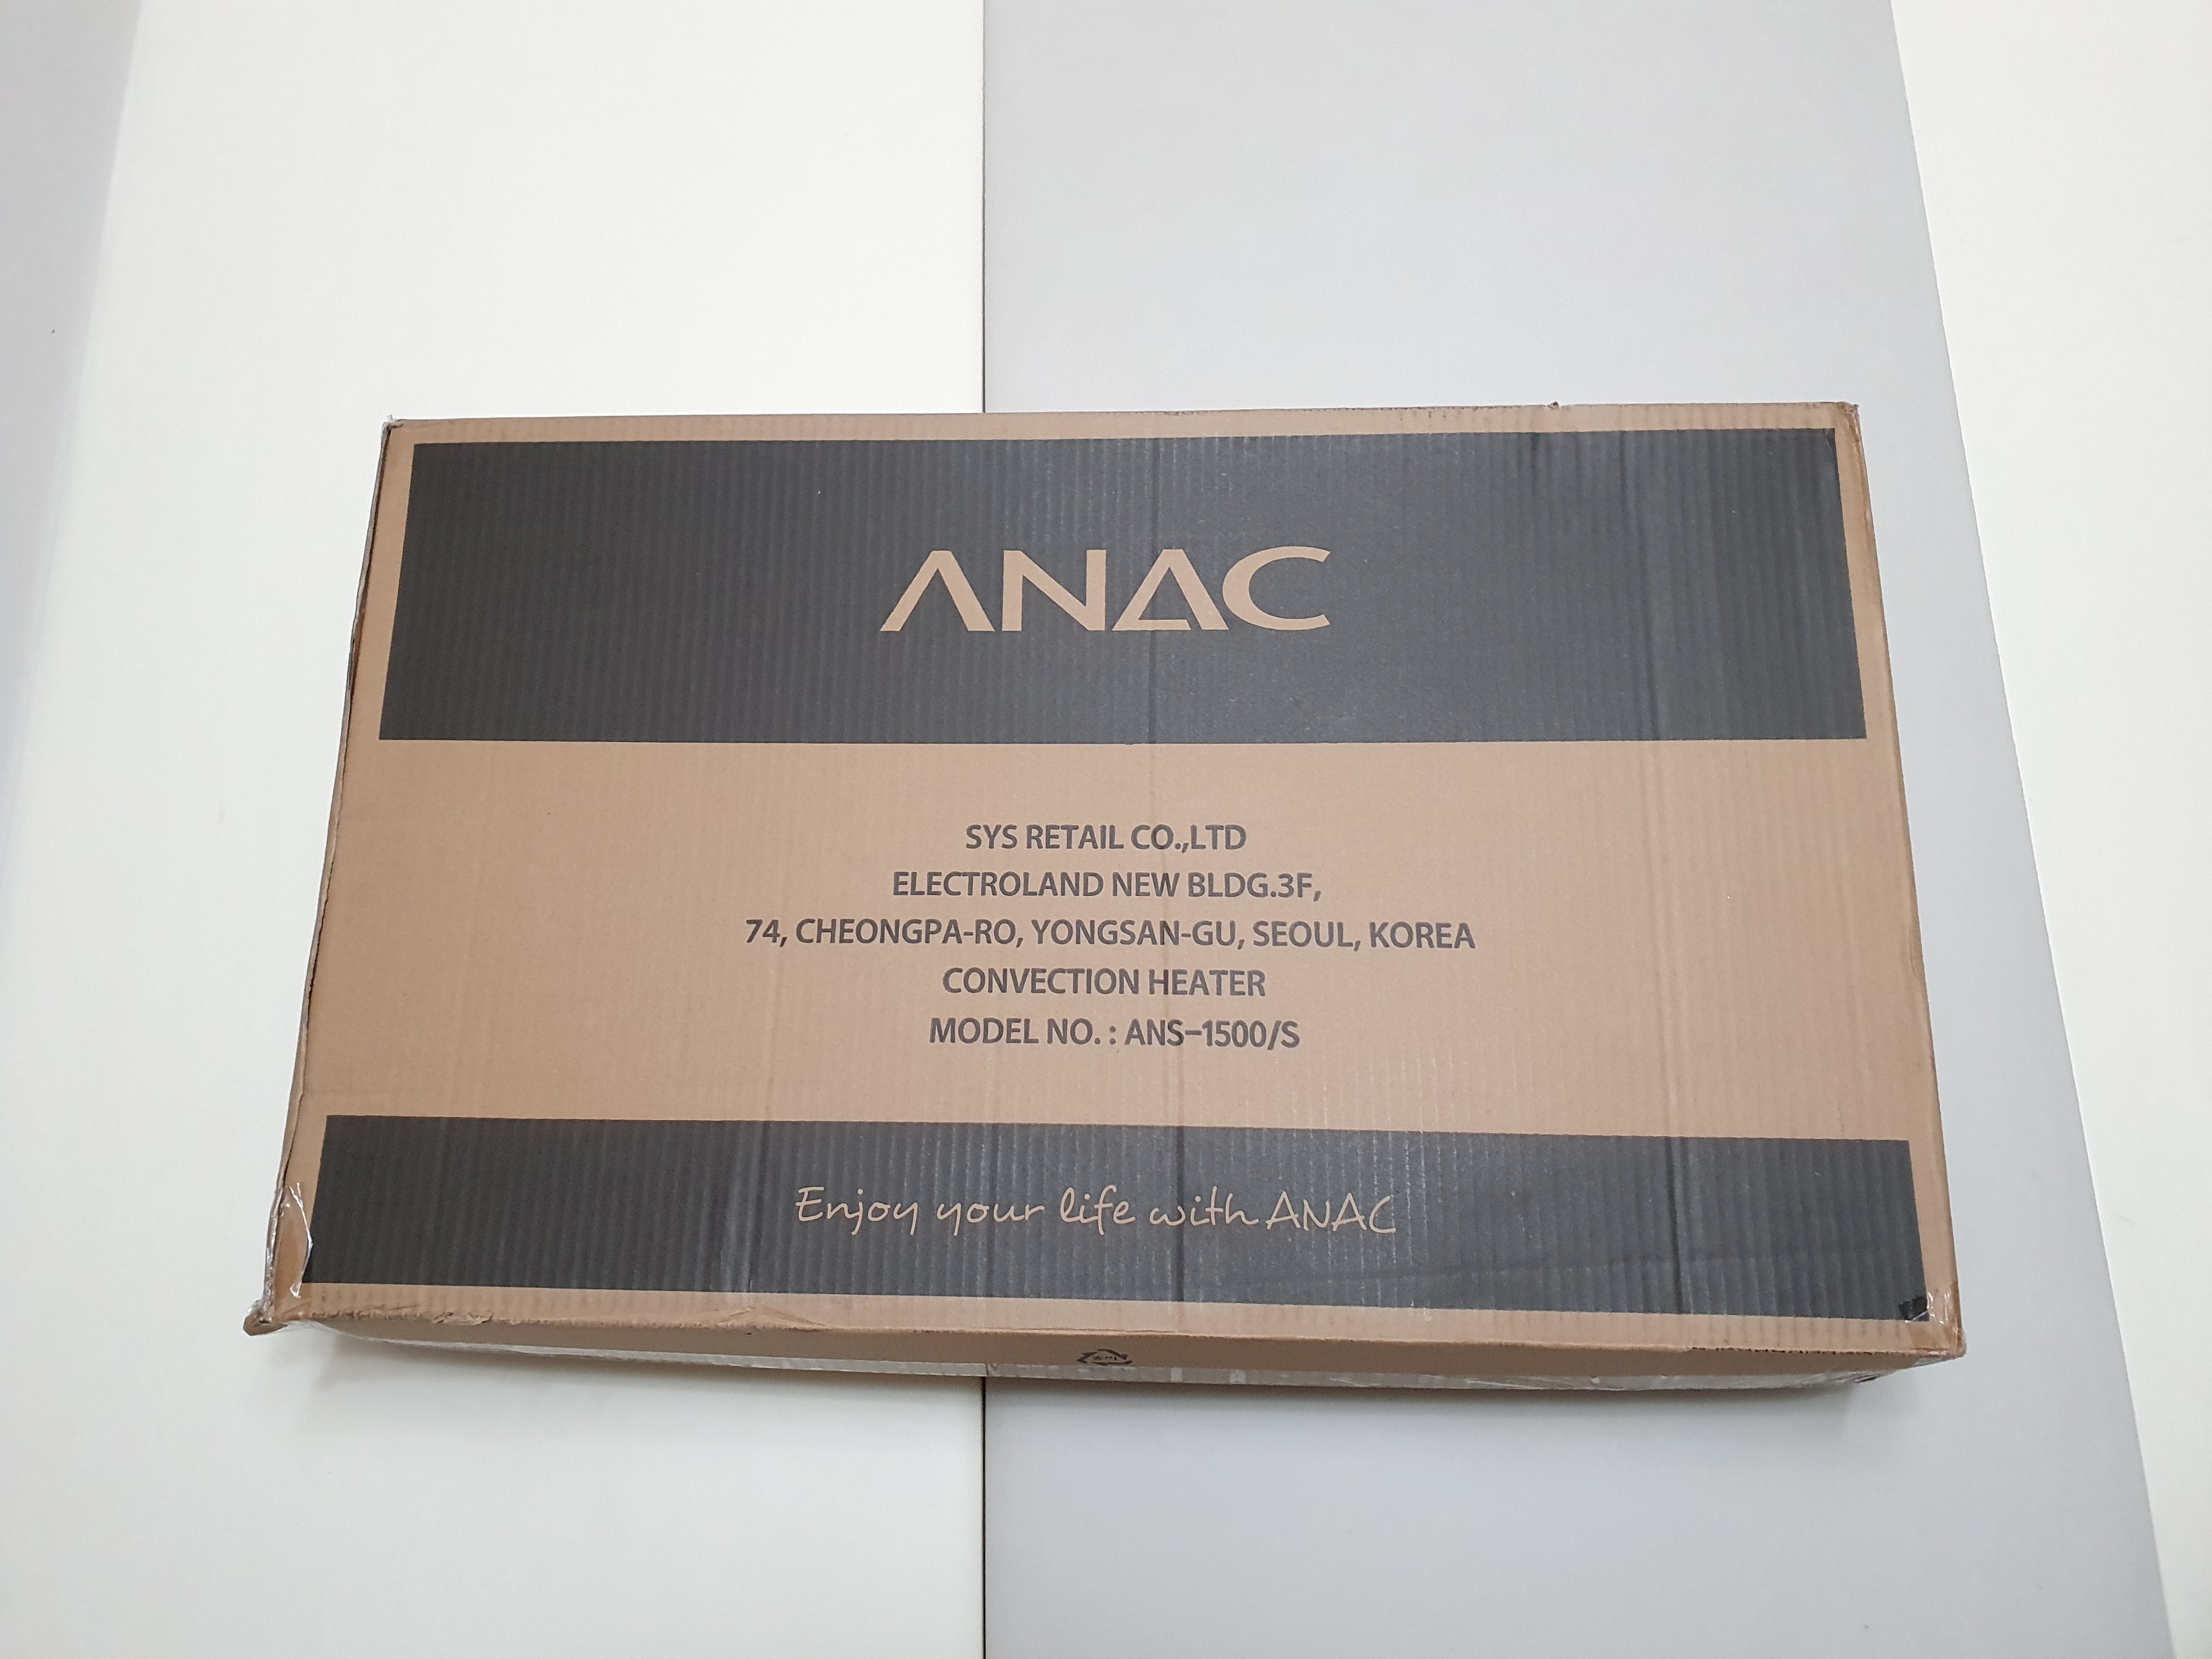 ANAC
SYS RETAIL CO.,LTD
ELECTROLAND NEW BLDG.3F,
74, CHEONGPA-RO, YONGSAN-GU, SEOUL, KOREA
CONVECTION HEATER
MODEL NO. : ANS-1500/S
Enjoy your life with ANAC